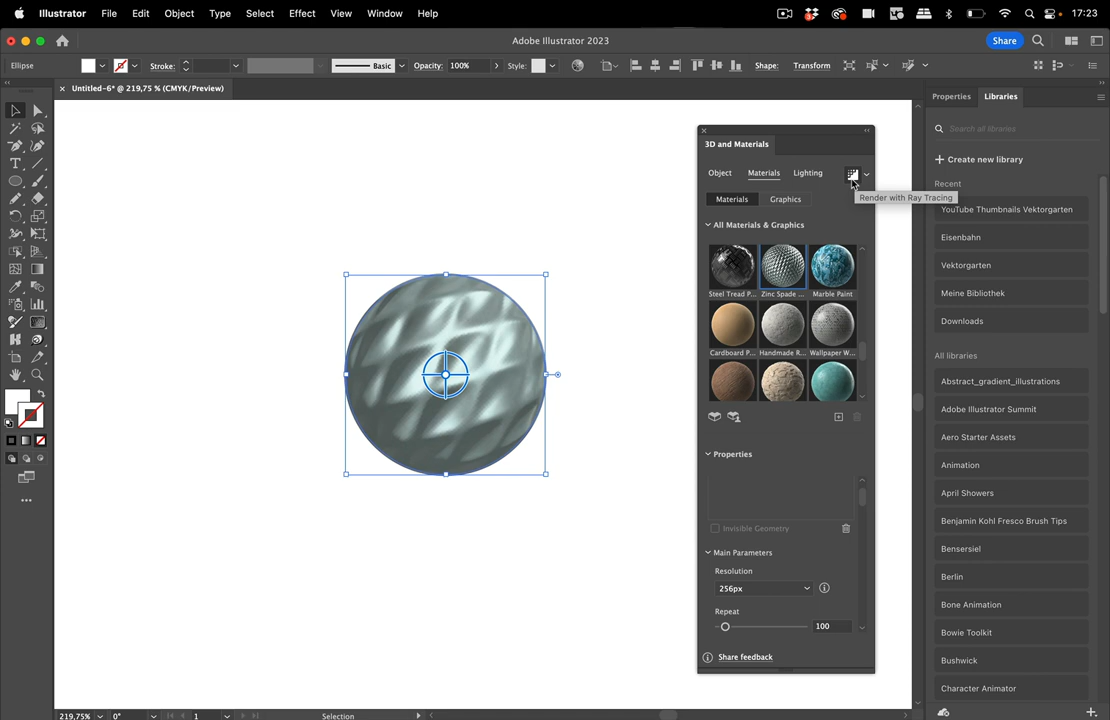 Illustrator File Edit Object Type Select Effect View Window Help
3
17:23
Adobe Illustrator 2023
Share
Ellipse Stroke: Basic Opacity: 100% Style: Shape: Transform
Untitled-6* @ 219,75 % (CMYK/Preview)
3D and Materials
Object Materials Lighting
Render with Ray Tracing
Materials Graphics
All Materials & Graphics
Steel Tread P... Zinc Spade ... Marble Paint
Cardboard P... Handmade R... Wallpaper W...
Properties
Invisible Geometry
Main Parameters
Resolution
256px
Repeat
100
Share feedback
Properties Libraries
Search all libraries
Create new library
Recent
YouTube Thumbnails Vektorgarten
Eisenbahn
Vektorgarten
Meine Bibliothek
Downloads
All libraries
Abstract_gradient_illustrations
Adobe Illustrator Summit
Aero Starter Assets
Animation
April Showers
Benjamin Kohl Fresco Brush Tips
Bensersiel
Berlin
Bone Animation
Bowie Toolkit
Bushwick
Character Animator
219,75% 0° 1 Selection